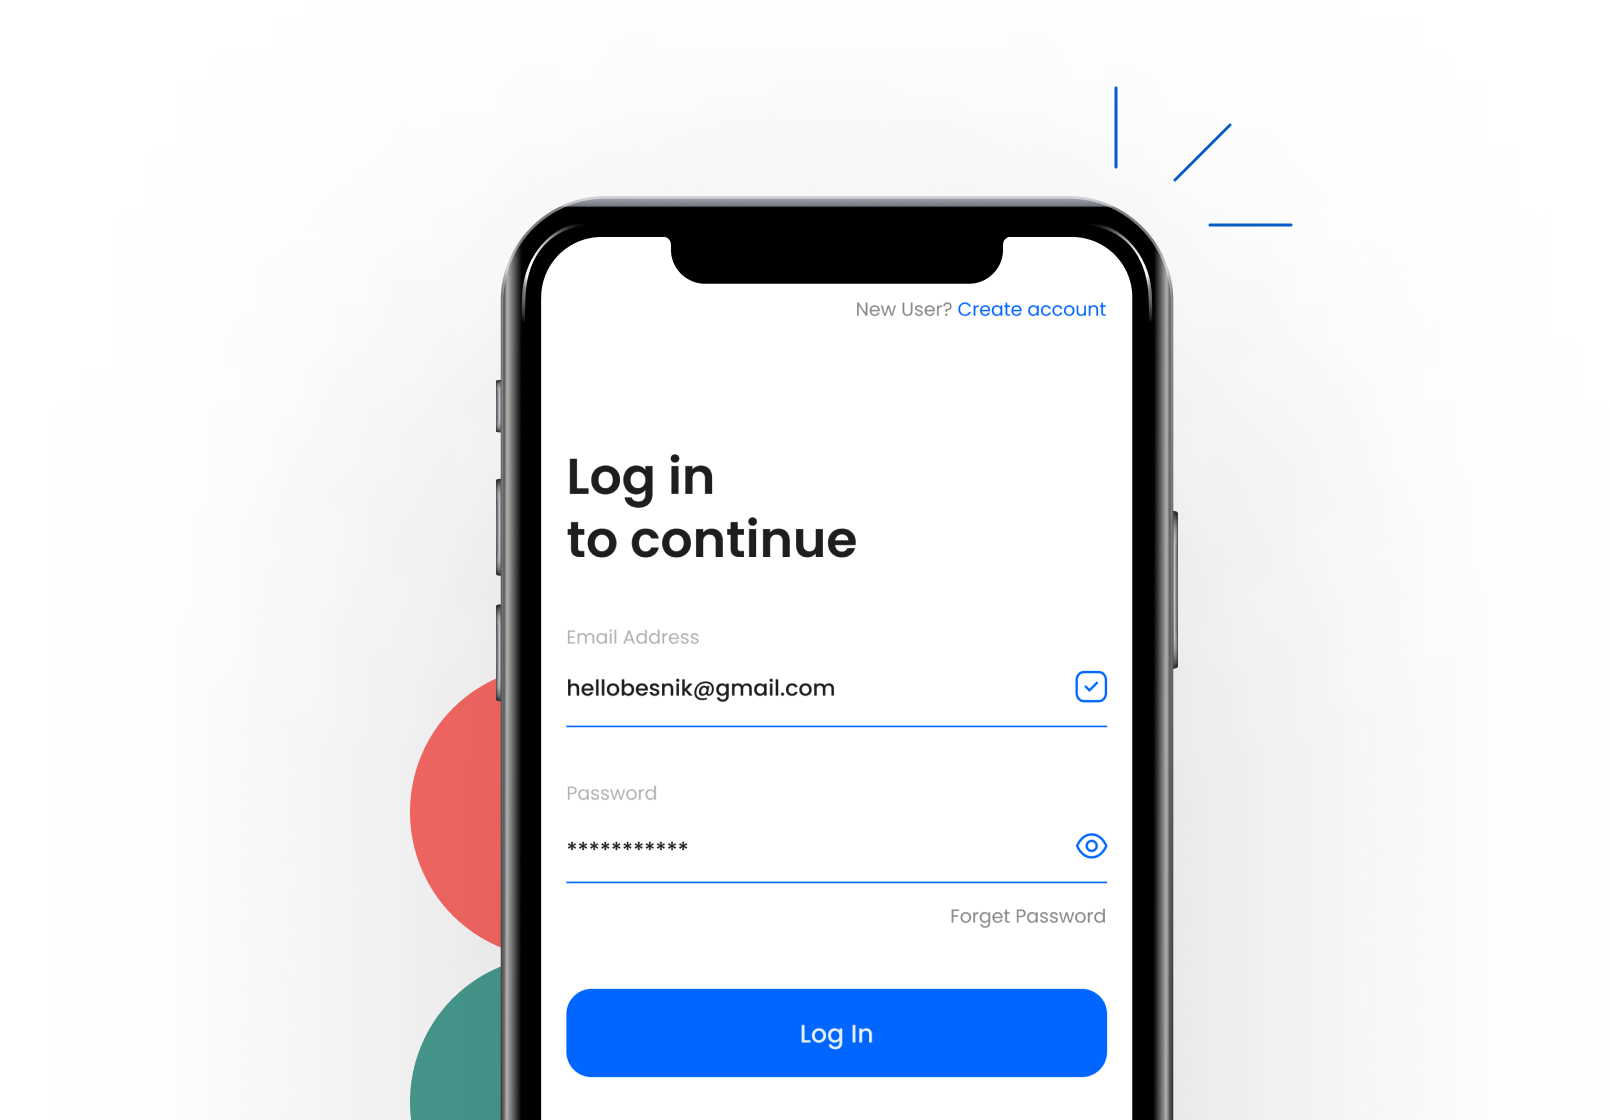 New User? Create account
Log in
to continue
Email Address
hellobesnik@gmail.com
Password
***********
Forget Password
Log In